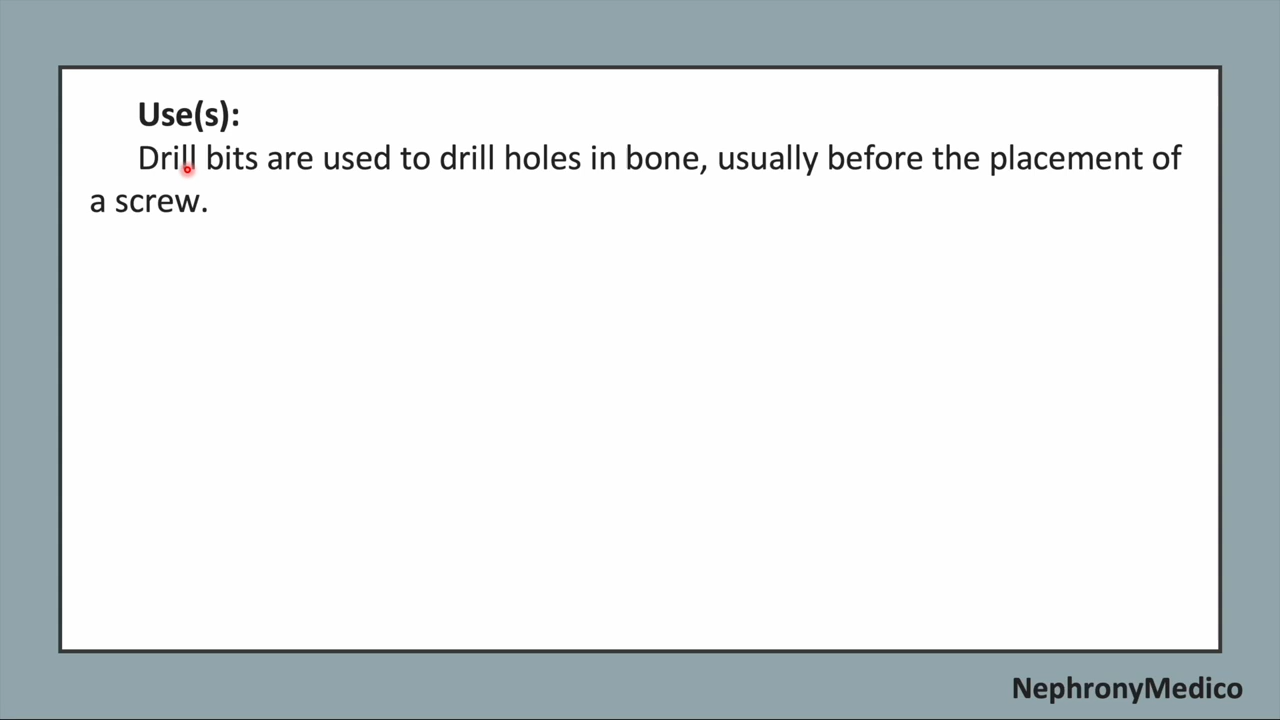 Use(s):
Drill bits are used to drill holes in bone, usually before the placement of
a screw.
NephronyMedico